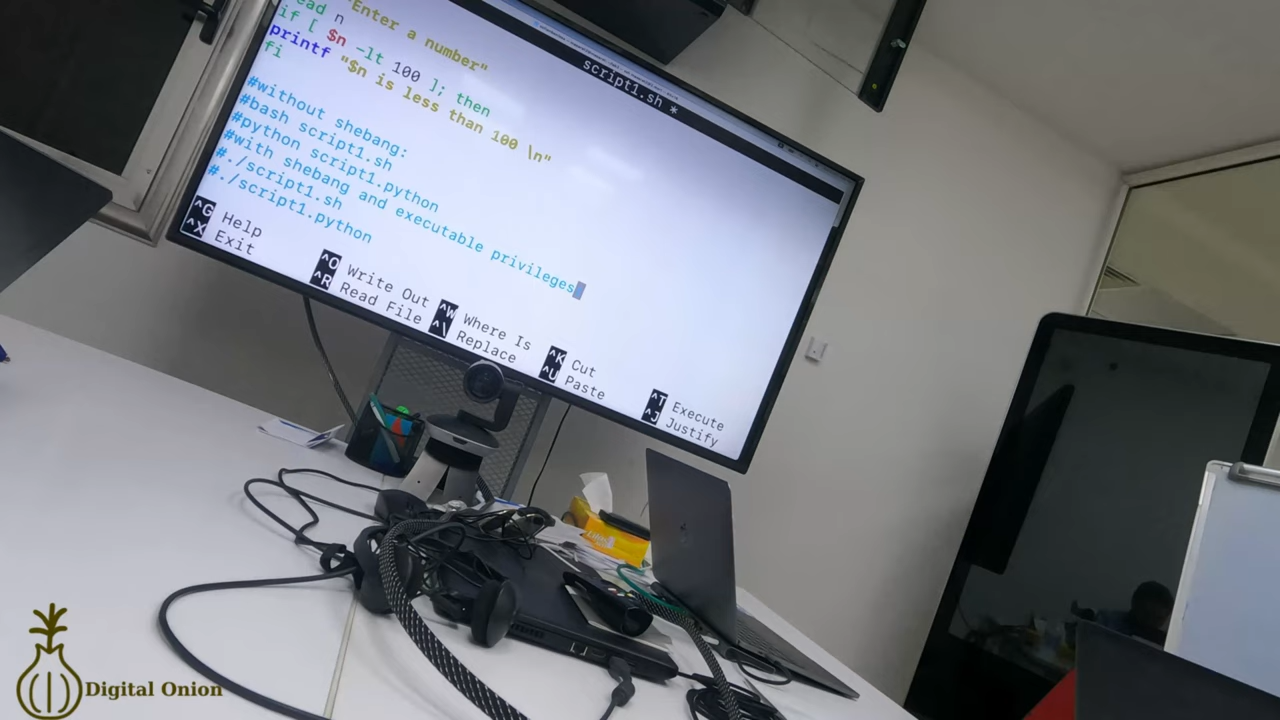 script1.sh *
"Enter a number"
read n
if [ $n -lt 100 ]; then
printf "$n is less than 100 \n"
fi
#without shebang:
#bash script1.sh
#python script1.python
#with shebang and executable privileges
#./script1.sh
#./script1.python
^G Help
^X Exit
^O Write Out
^R Read File
^W Where Is
^\ Replace
^K Cut
^U Paste
^T Execute
^J Justify
Digital Onion